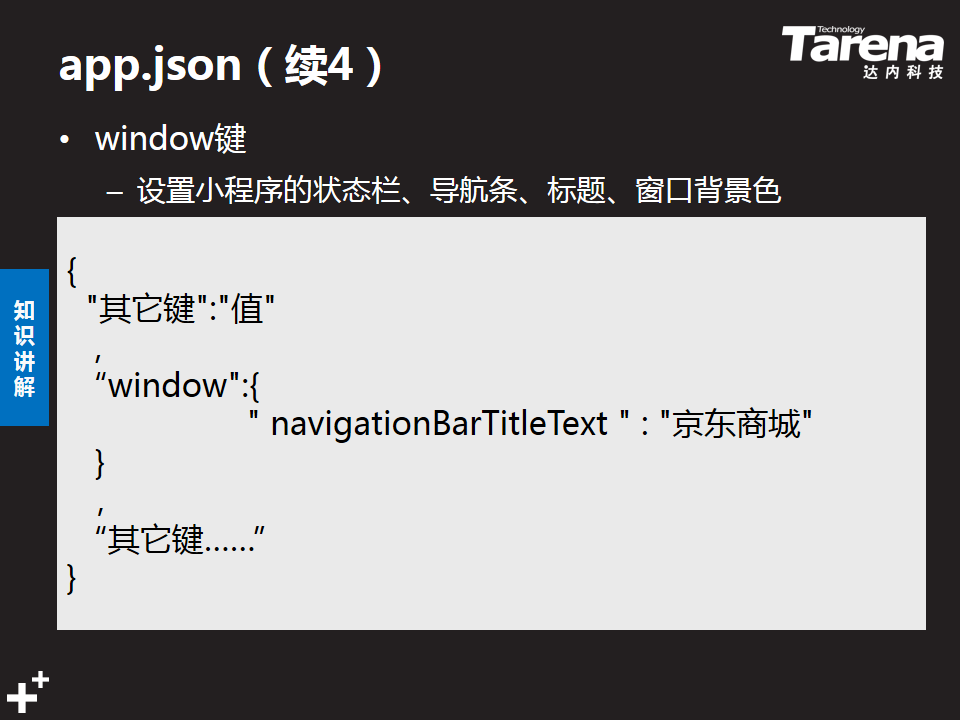 app.json（续4）
Technology
Tarena
达内科技
• window键
– 设置小程序的状态栏、导航条、标题、窗口背景色
知识讲解
{
"其它键":"值"
,
“window":{
" navigationBarTitleText " : "京东商城"
}
,
“其它键……”
}